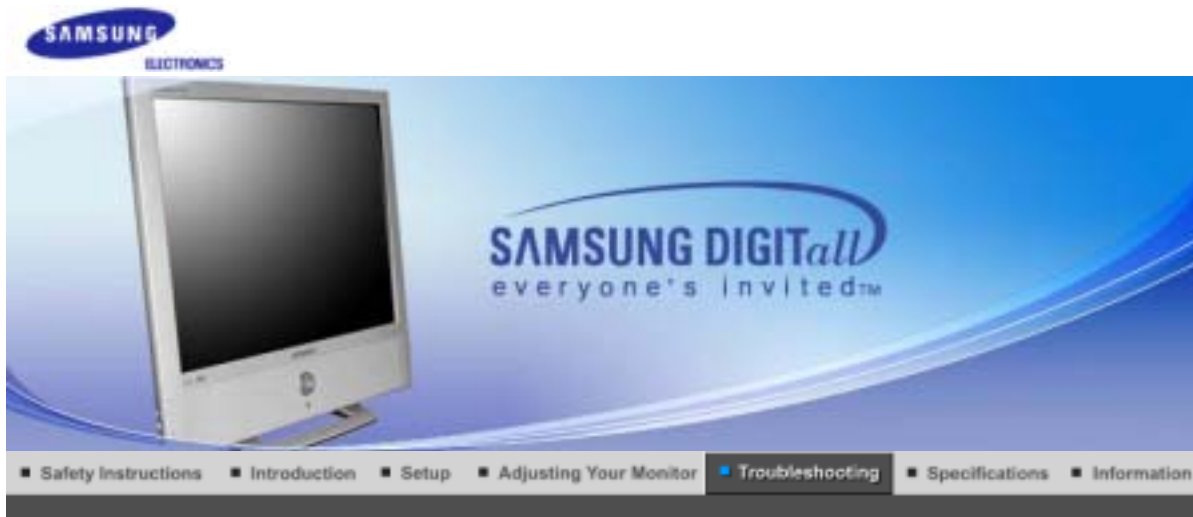 SAMSUNG
ELECTRONICS
SAMSUNG DIGITall
everyone's invited™
Safety Instructions Introduction Setup Adjusting Your Monitor Troubleshooting Specifications Information